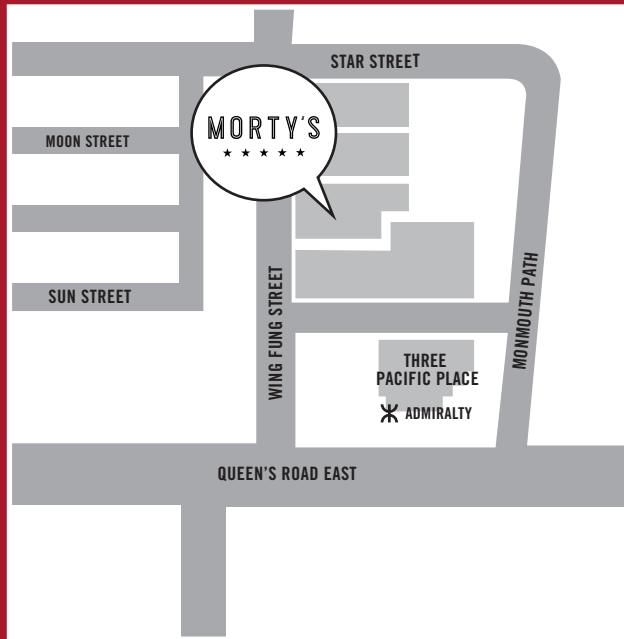 STAR STREET
MORTY'S
MOON STREET
SUN STREET
WING FUNG STREET
MONMOUTH PATH
THREE
PACIFIC PLACE
ADMIRALTY
QUEEN'S ROAD EAST